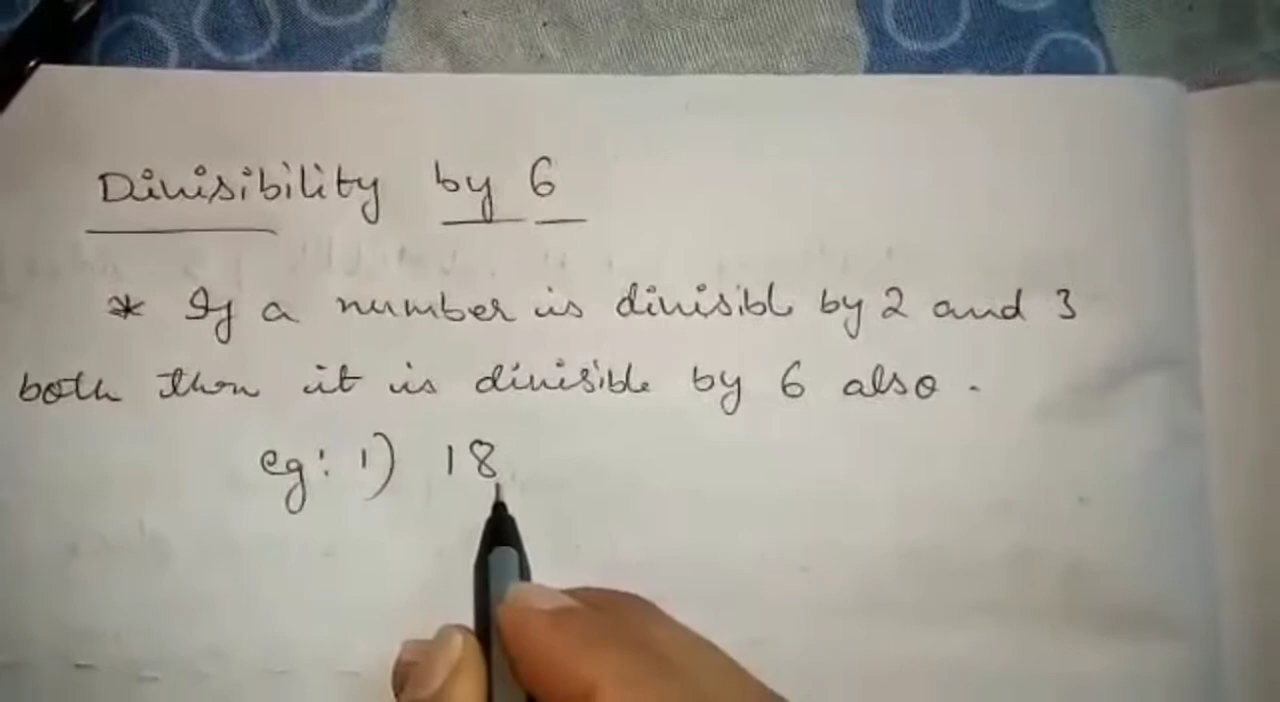 Divisibility by 6
* If a number is divisibl by 2 and 3
both then it is divisible by 6 also .
eg: 1) 18